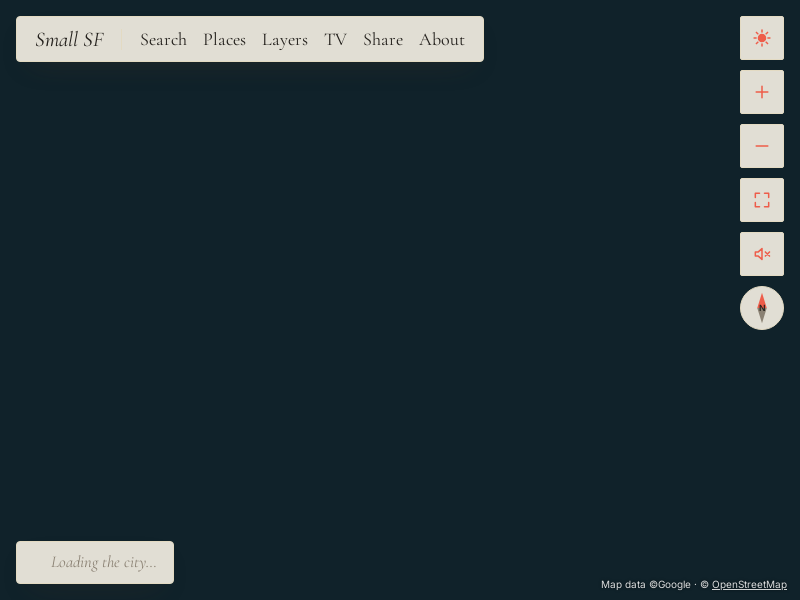 Small SF Search Places Layers TV Share About
N
Loading the city...
Map data ©Google · © OpenStreetMap